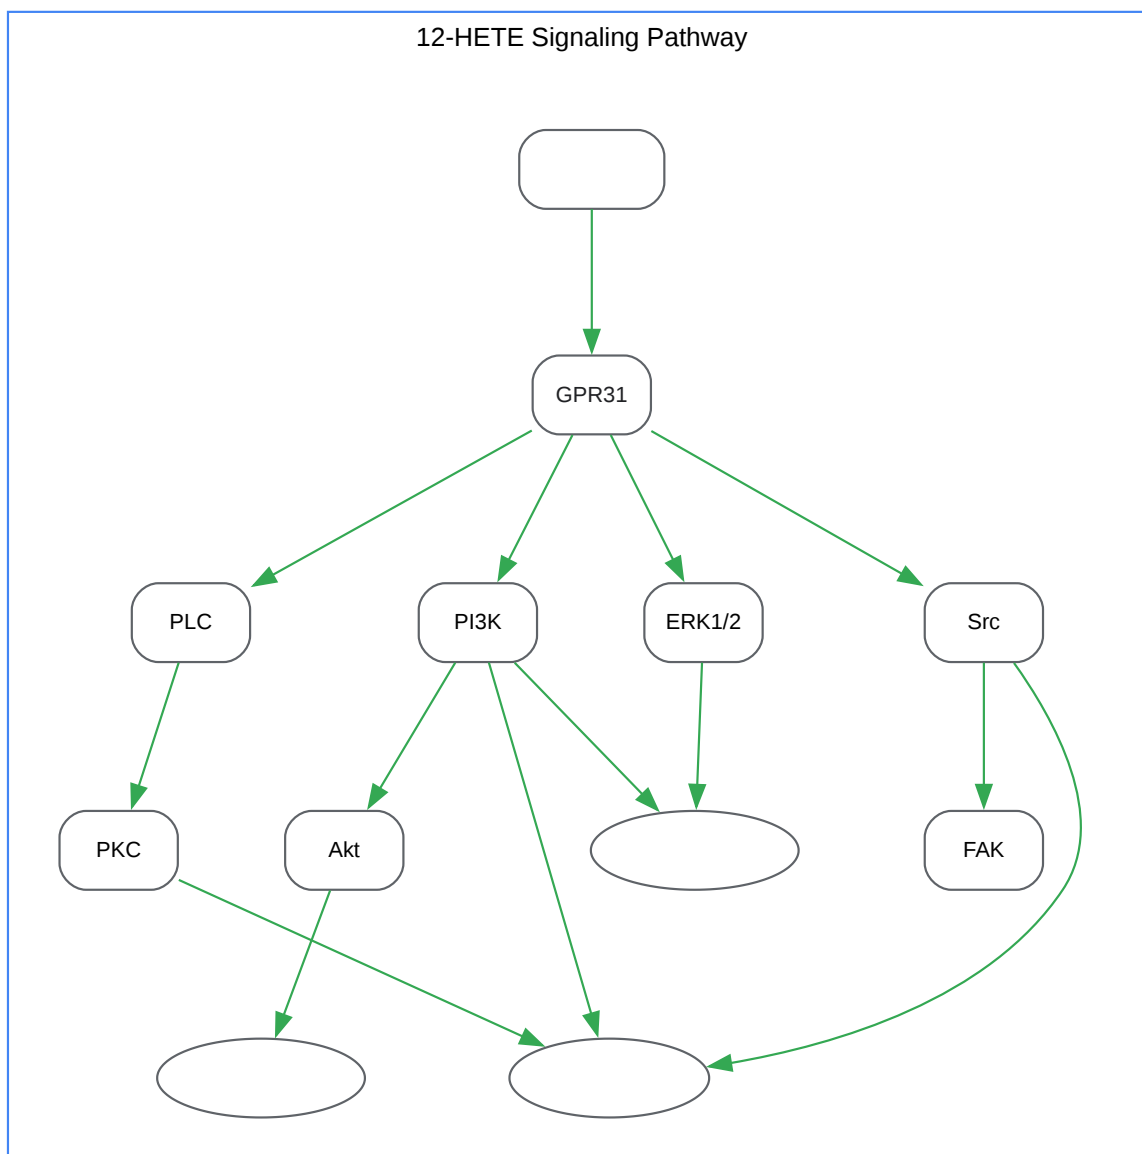 12-HETE Signaling Pathway
GPR31
PLC
PI3K
ERK1/2
Src
PKC
Akt
FAK